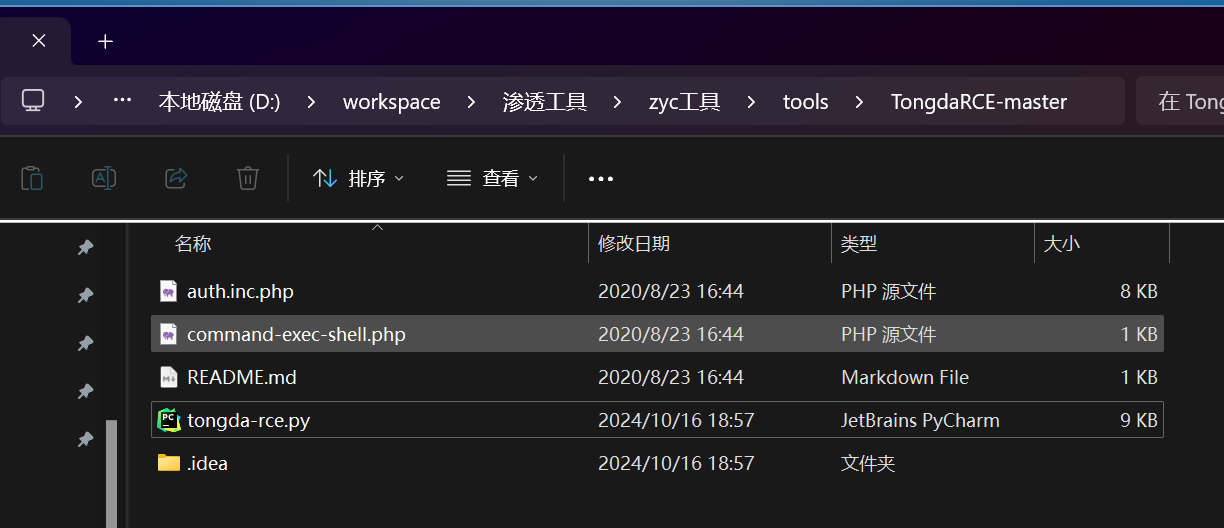 本地磁盘 (D:) workspace 渗透工具 zyc工具 tools TongdaRCE-master 在 Tong
排序 查看
名称 修改日期 类型 大小
auth.inc.php 2020/8/23 16:44 PHP 源文件 8 KB
command-exec-shell.php 2020/8/23 16:44 PHP 源文件 1 KB
README.md 2020/8/23 16:44 Markdown File 1 KB
tongda-rce.py 2024/10/16 18:57 JetBrains PyCharm 9 KB
.idea 2024/10/16 18:57 文件夹